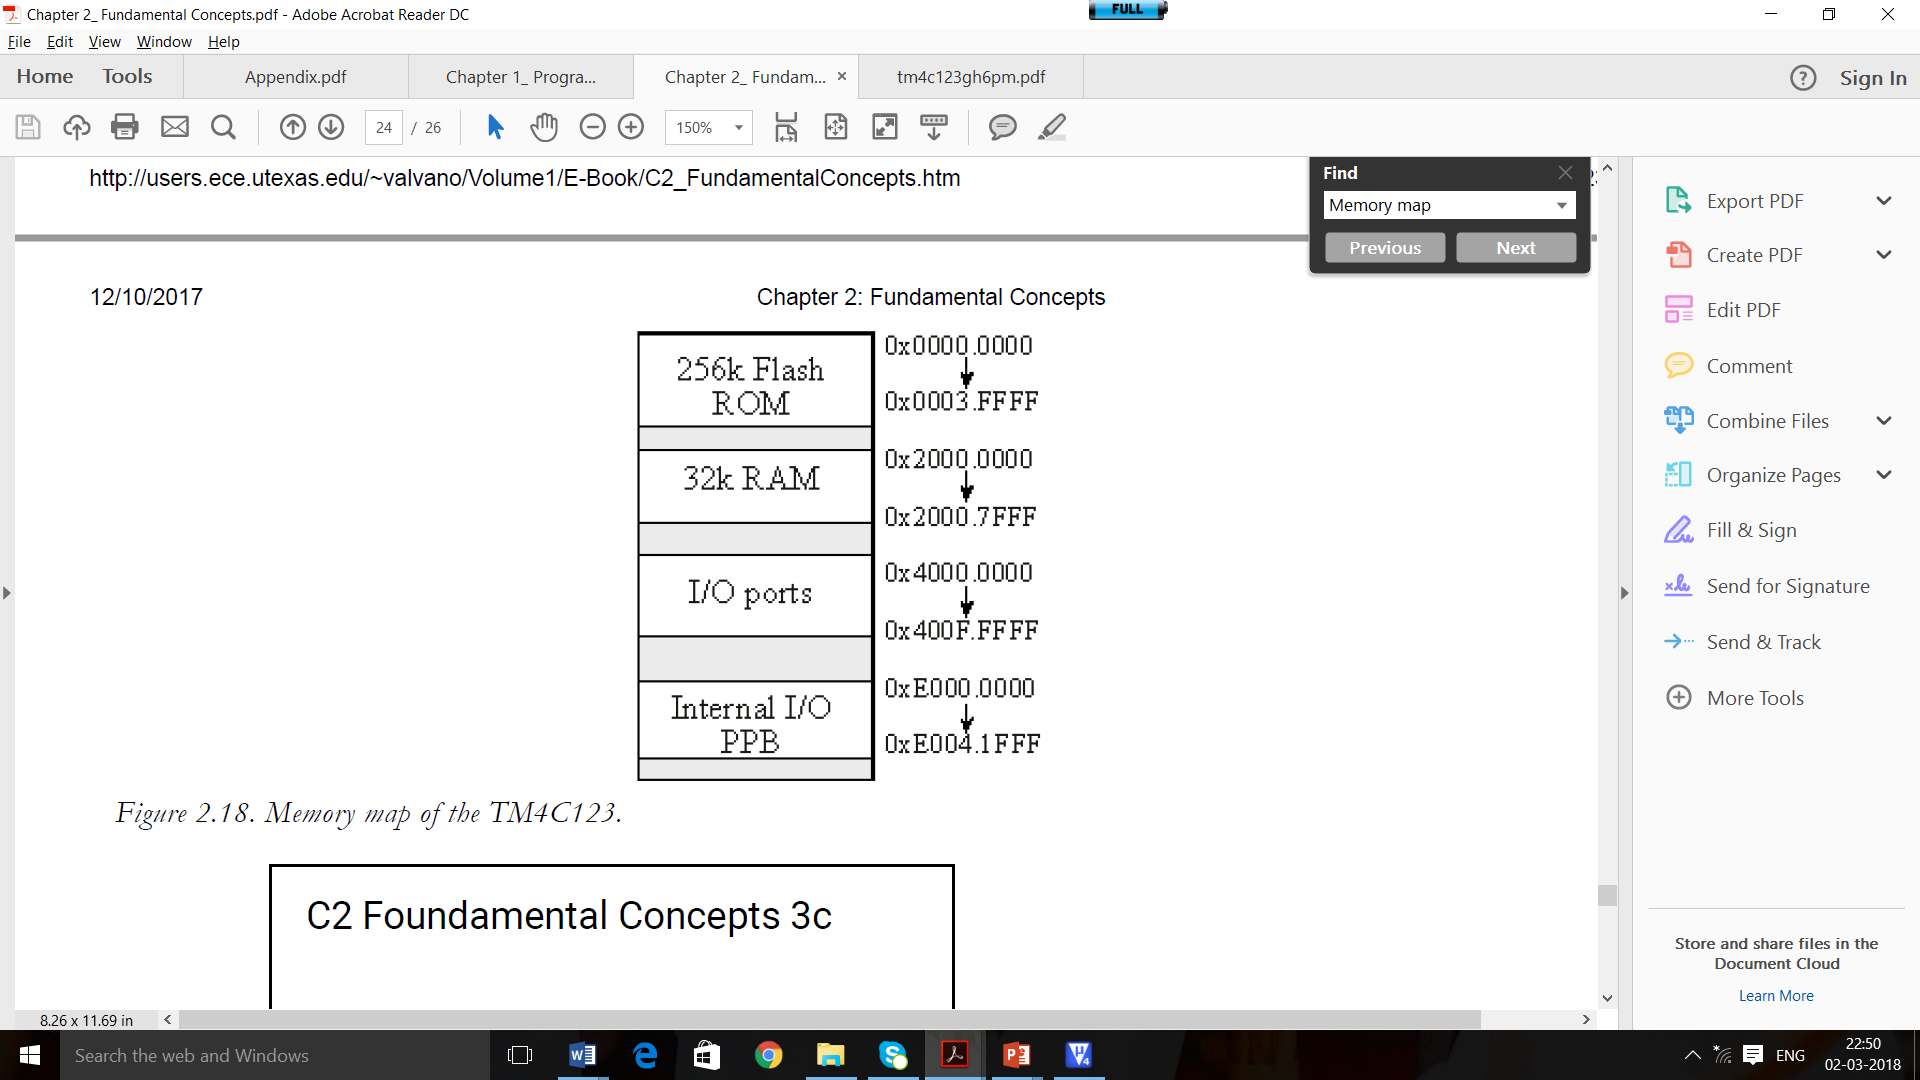 Chapter 2_ Fundamental Concepts.pdf - Adobe Acrobat Reader DC
FULL
File Edit View Window Help
Home Tools Appendix.pdf Chapter 1_ Progra... Chapter 2_ Fundam... × tm4c123gh6pm.pdf ? Sign In
24 / 26 150%
http://users.ece.utexas.edu/~valvano/Volume1/E-Book/C2_FundamentalConcepts.htm
Find
Memory map
Previous Next
12/10/2017 Chapter 2: Fundamental Concepts
256k Flash
ROM
0x0000.0000
0x0003.FFFF
32k RAM
0x2000.0000
0x2000.7FFF
I/O ports
0x4000.0000
0x400F.FFFF
Internal I/O
PPB
0xE000.0000
0xE004.1FFF
Figure 2.18. Memory map of the TM4C123.
C2 Foundamental Concepts 3c
8.26 x 11.69 in
Export PDF
Create PDF
Edit PDF
Comment
Combine Files
Organize Pages
Fill & Sign
Send for Signature
Send & Track
More Tools
Store and share files in the
Document Cloud
Learn More
Search the web and Windows
ENG
22:50
02-03-2018